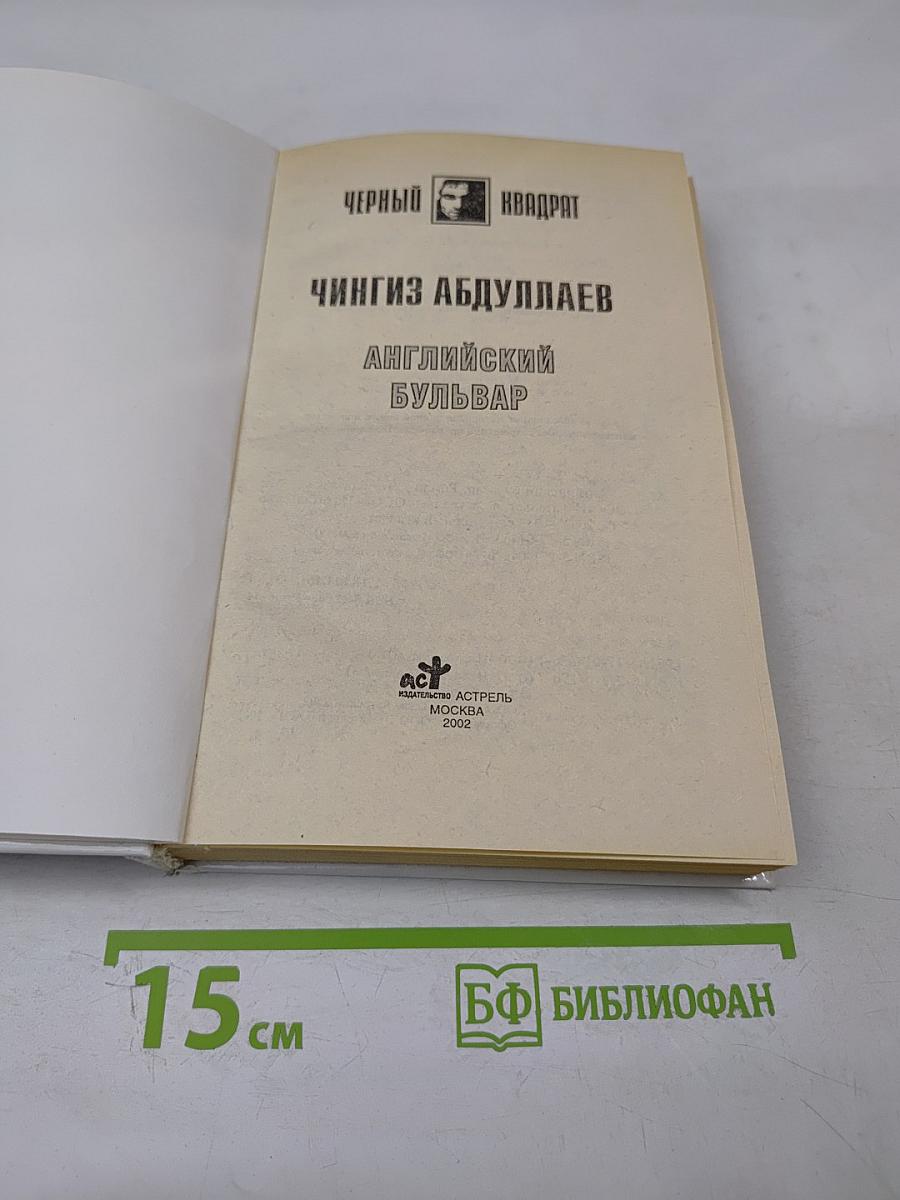 ЧЕРНЫЙ КВАДРАТ
ЧИНГИЗ АБДУЛЛАЕВ
АНГЛИЙСКИЙ
БУЛЬВАР
аст
ИЗДАТЕЛЬСТВО АСТРЕЛЬ
МОСКВА
2002
15 см
БФ БИБЛИОФАН